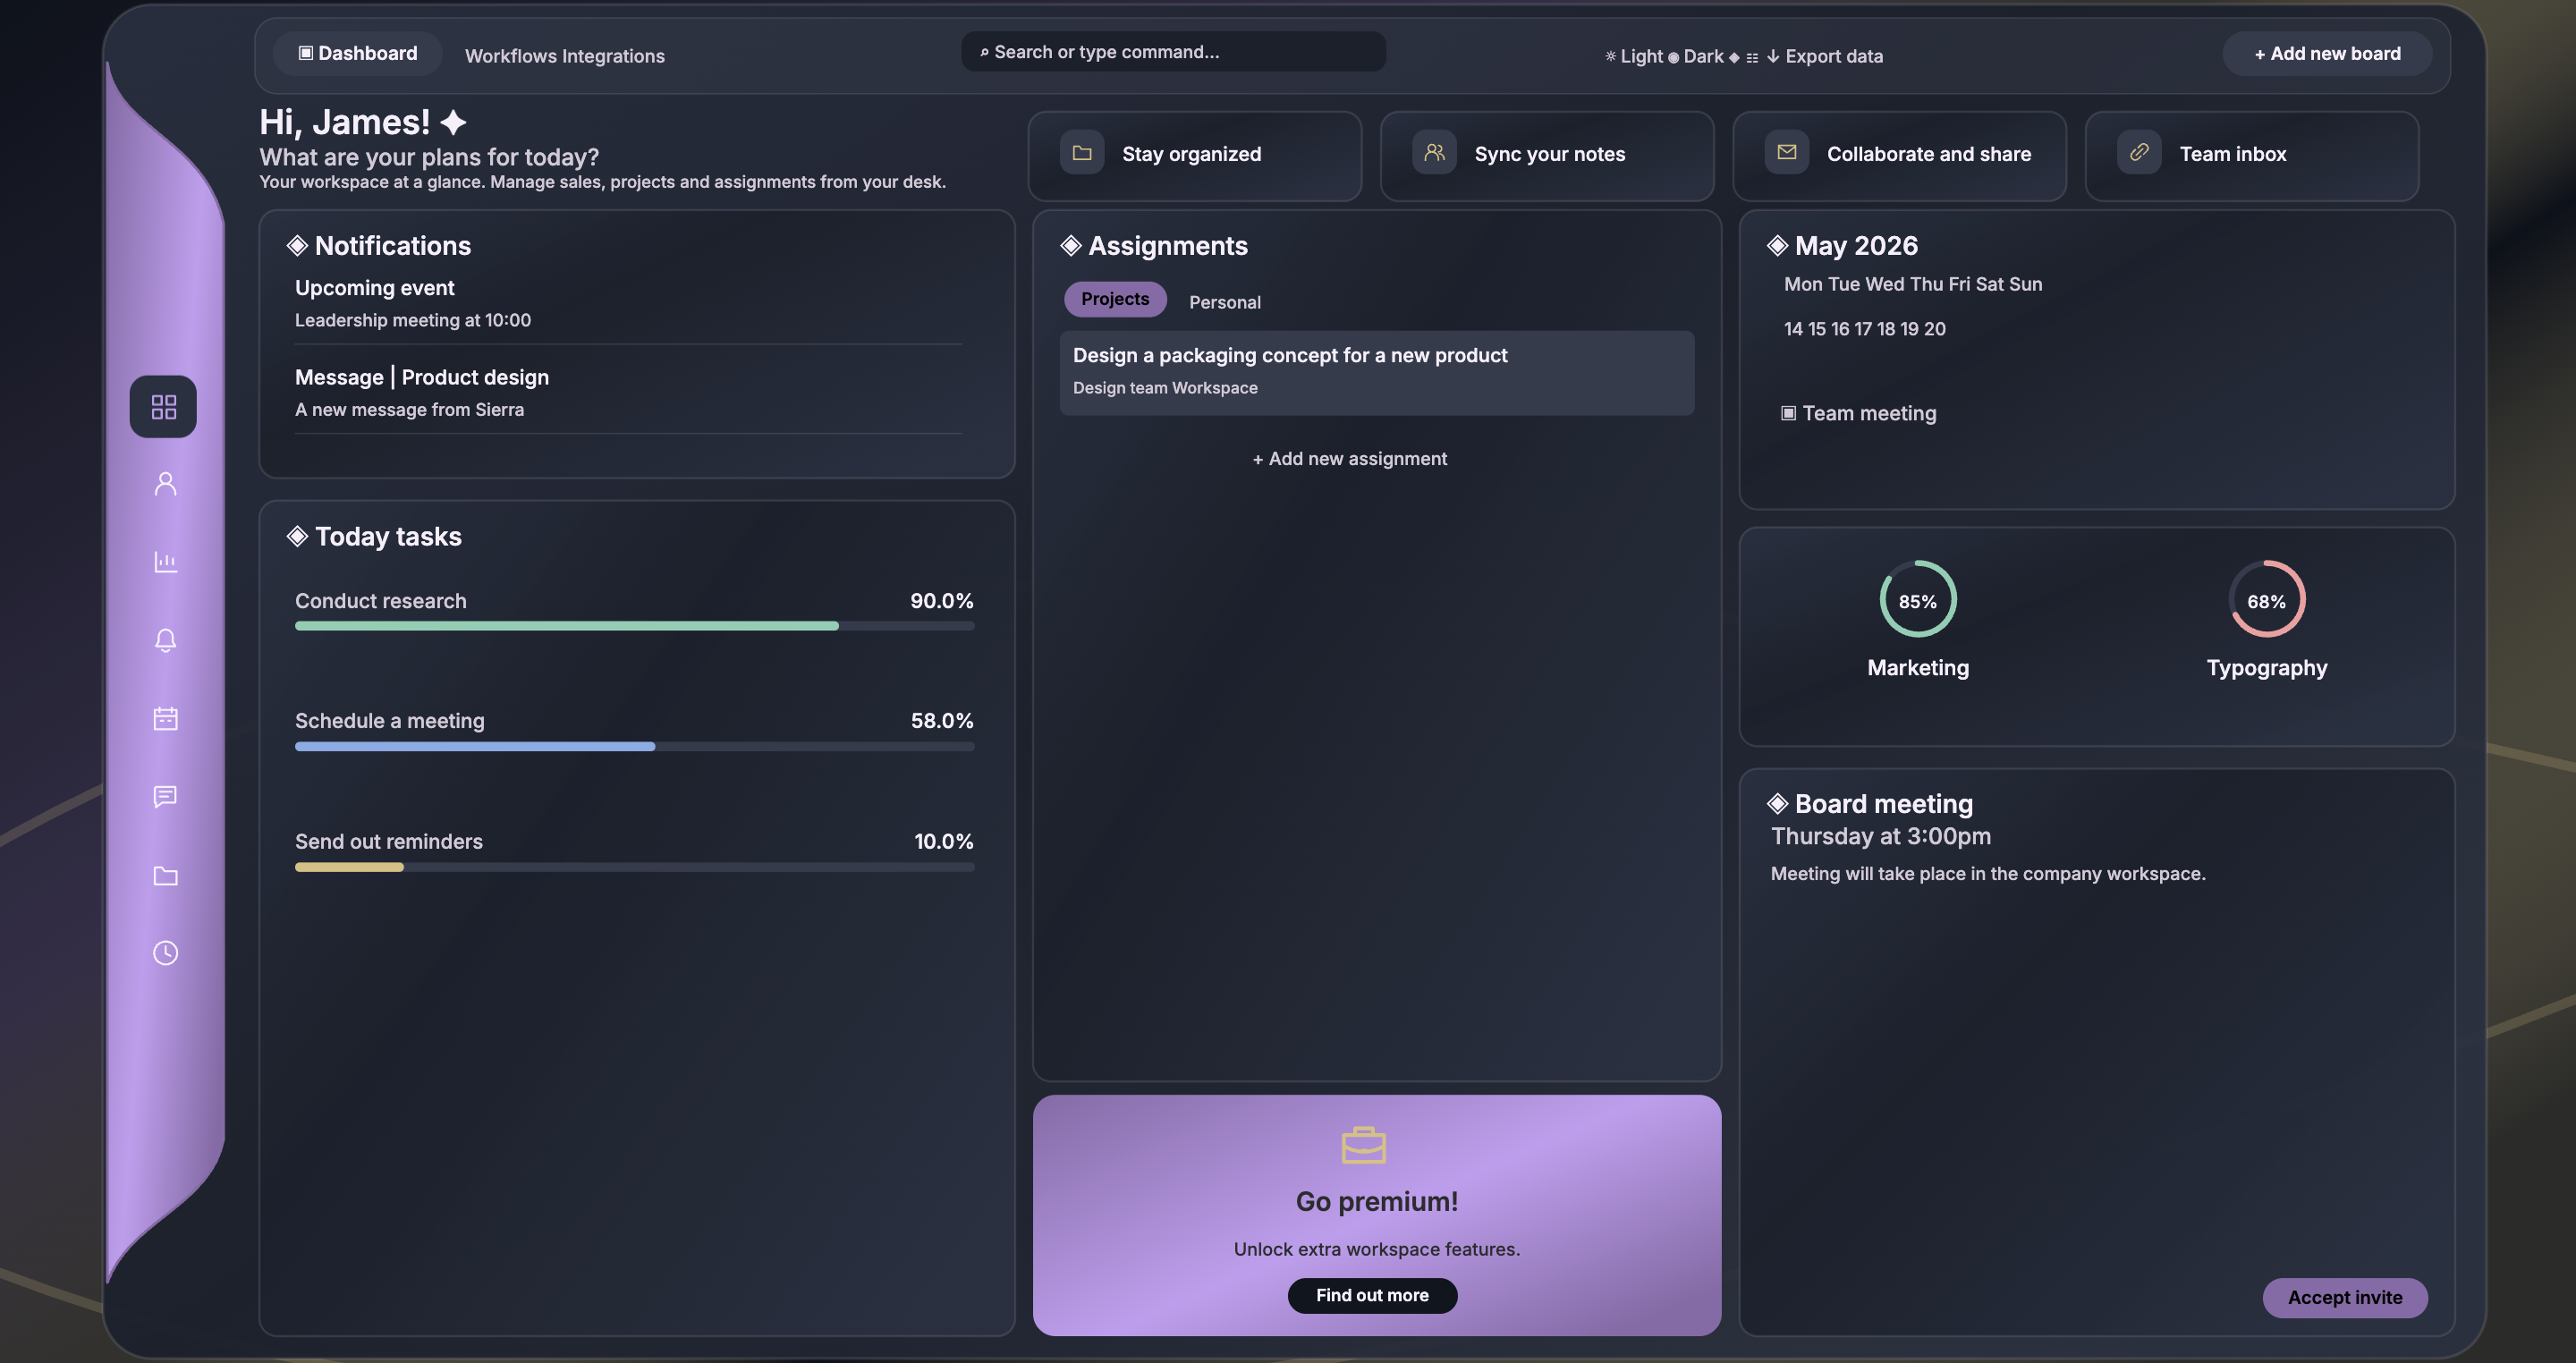 ▣ Dashboard
Workflows Integrations
⌕ Search or type command...
☼ Light ◉ Dark ◈ ☷ ↓ Export data
+ Add new board
Hi, James! ✦
What are your plans for today?
Your workspace at a glance. Manage sales, projects and assignments from your desk.
Stay organized
Sync your notes
Collaborate and share
Team inbox
◈ Notifications
Upcoming event
Leadership meeting at 10:00
Message | Product design
A new message from Sierra
◈ Today tasks
Conduct research 90.0%
Schedule a meeting 58.0%
Send out reminders 10.0%
◈ Assignments
Projects Personal
Design a packaging concept for a new product
Design team Workspace
+ Add new assignment
Go premium!
Unlock extra workspace features.
Find out more
◈ May 2026
Mon Tue Wed Thu Fri Sat Sun
14 15 16 17 18 19 20
▣ Team meeting
85% 68%
Marketing Typography
◈ Board meeting
Thursday at 3:00pm
Meeting will take place in the company workspace.
Accept invite